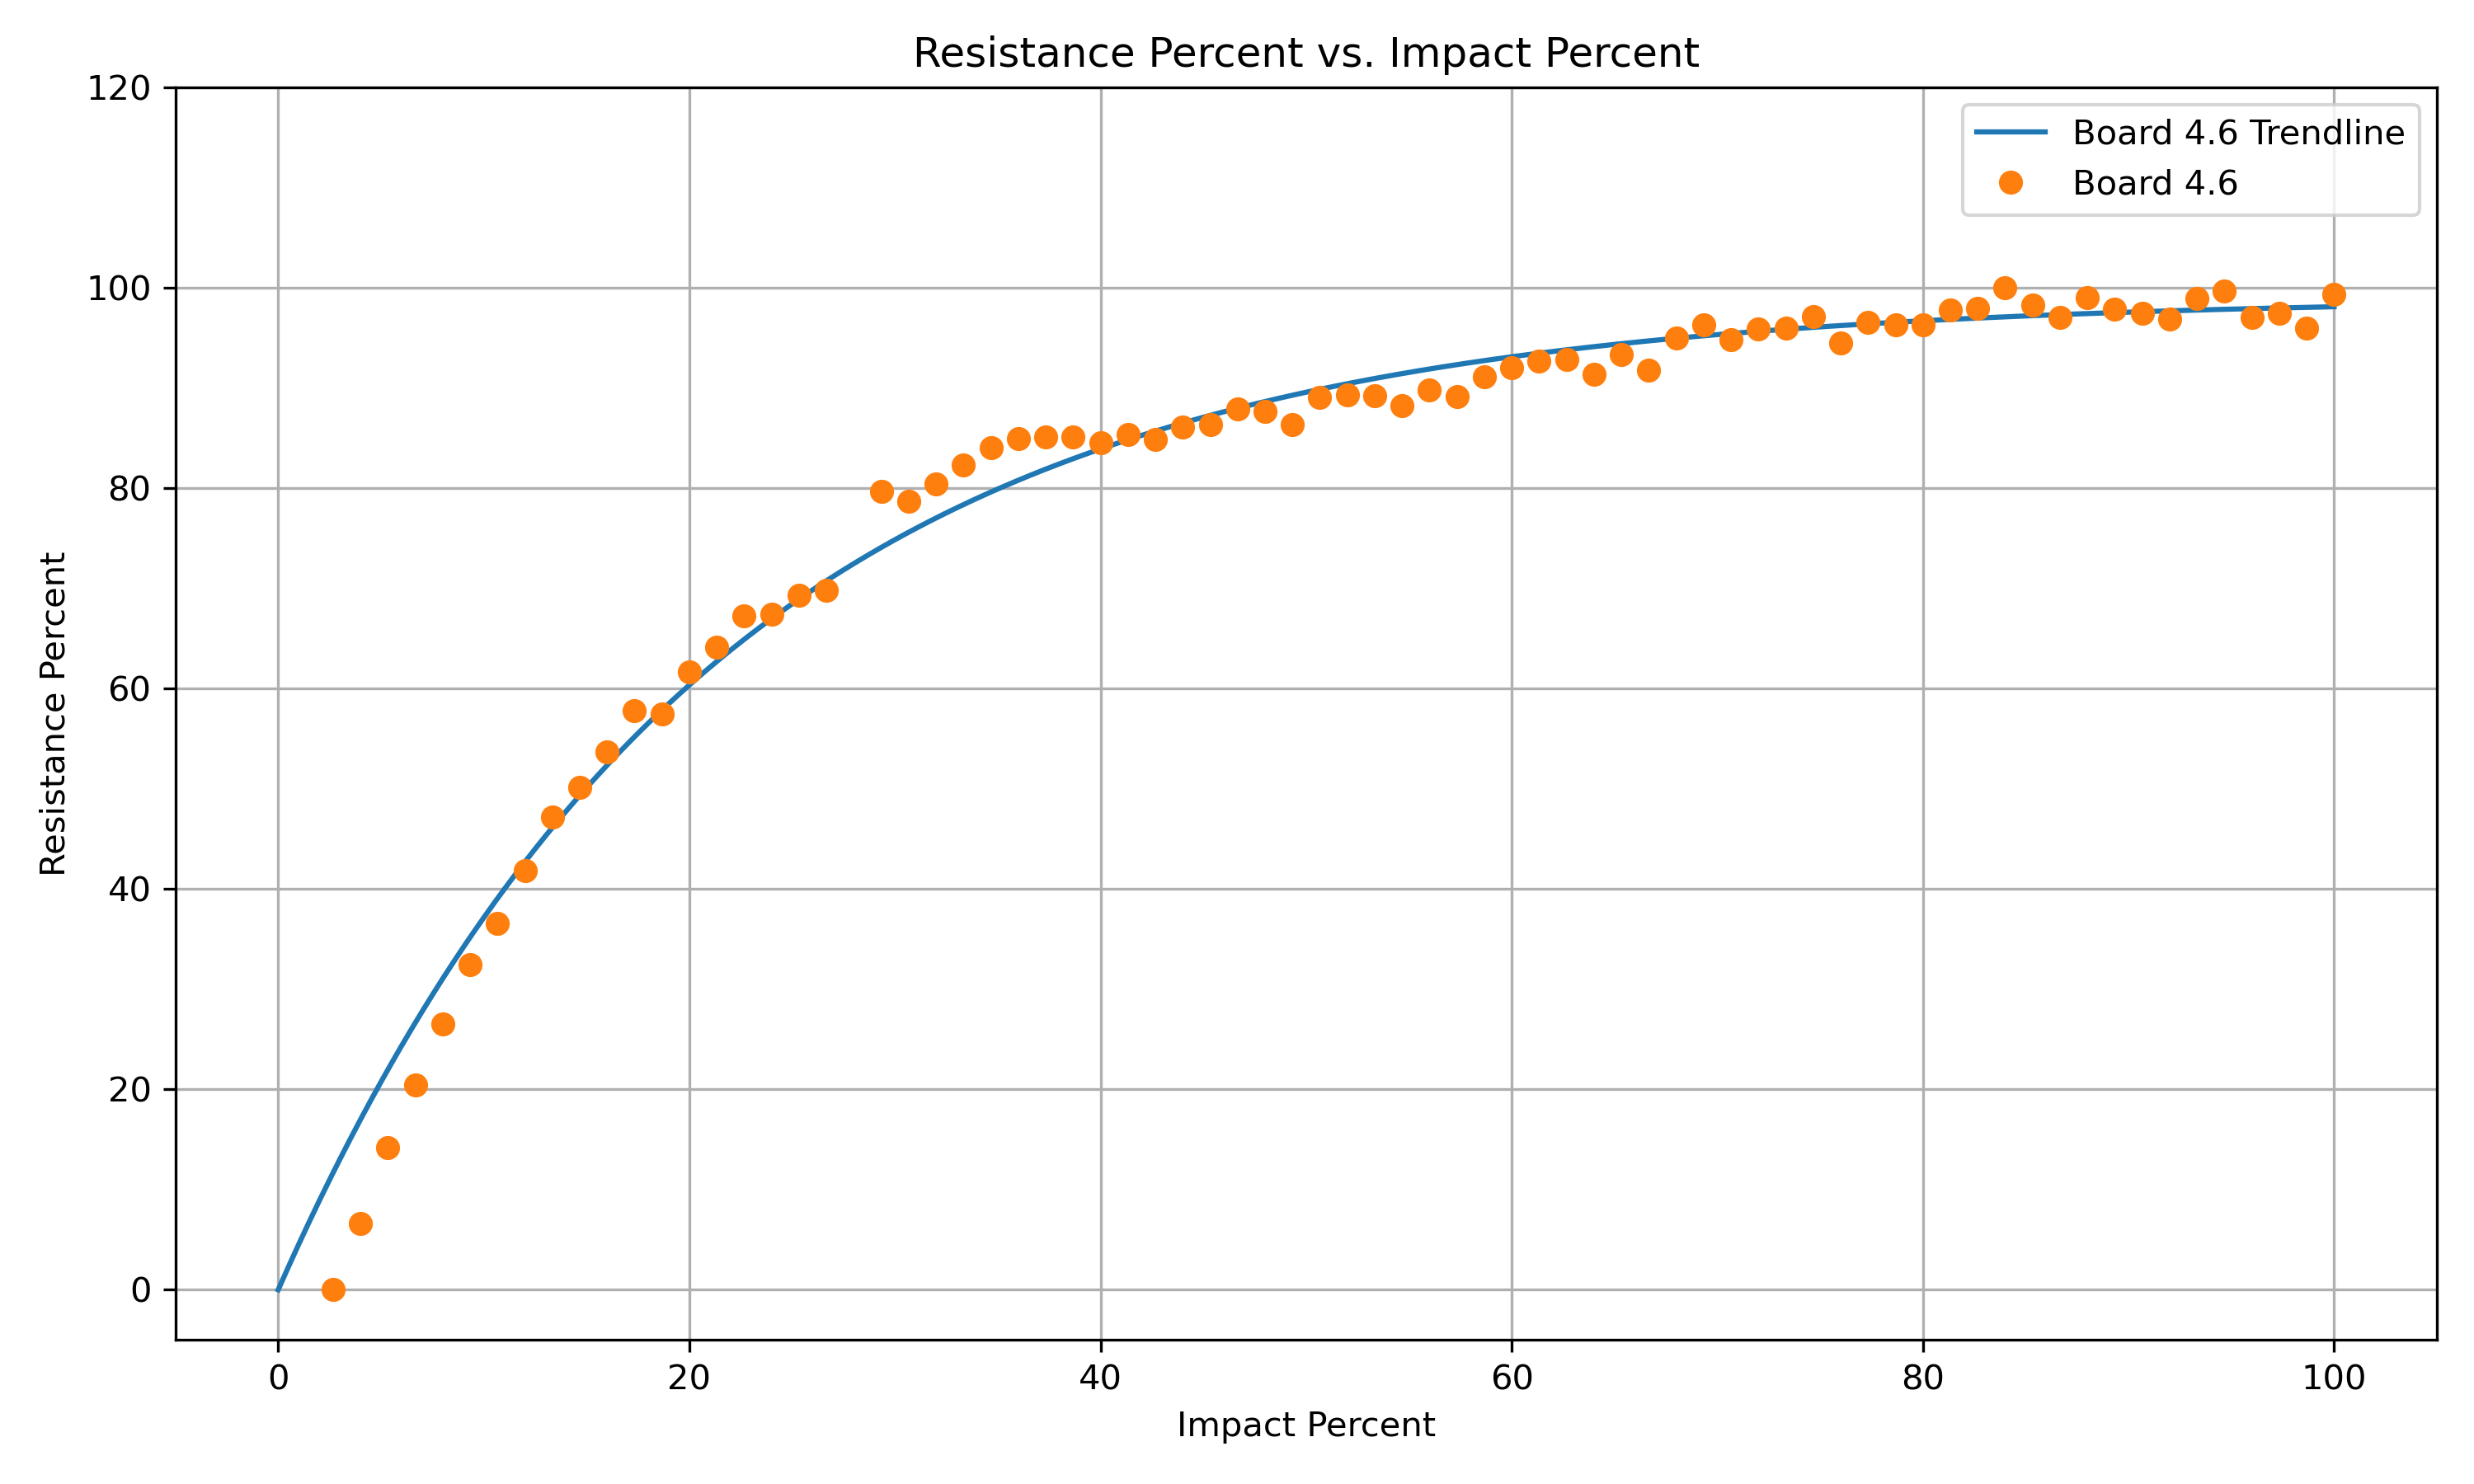 Resistance Percent vs. Impact Percent
Board 4.6 Trendline
Board 4.6
120
100
80
60
40
20
0
Resistance Percent
0 20 40 60 80 100
Impact Percent